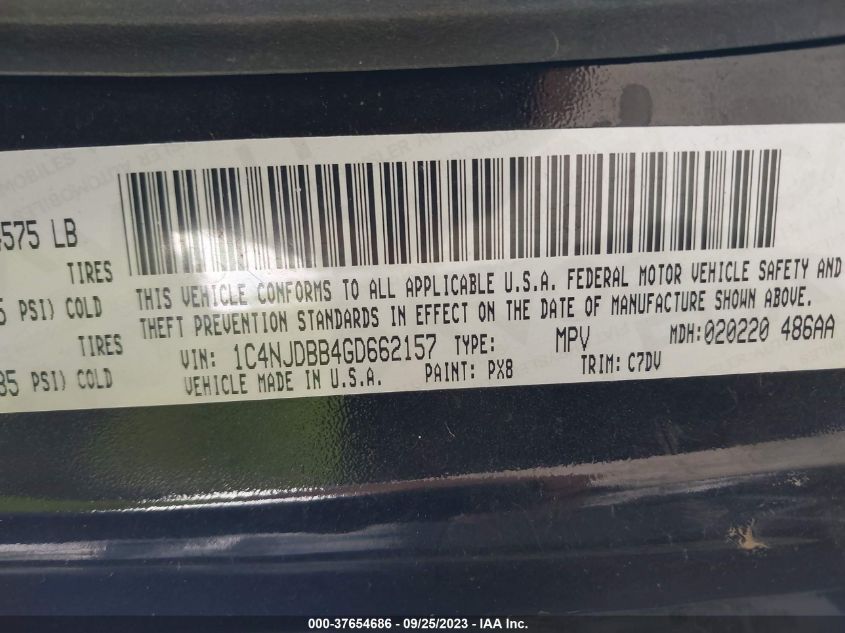 4575 LB
TIRES
5 PSI) COLD
TIRES
35 PSI) COLD
THIS VEHICLE CONFORMS TO ALL APPLICABLE U.S.A. FEDERAL MOTOR VEHICLE SAFETY AND
THEFT PREVENTION STANDARDS IN EFFECT ON THE DATE OF MANUFACTURE SHOWN ABOVE.
VIN: 1C4NJDBB4GD662157 TYPE: MPV MDH: 020220 486AA
VEHICLE MADE IN U.S.A. PAINT: PX8 TRIM: C7DV
000-37654686 - 09/25/2023 - IAA Inc.